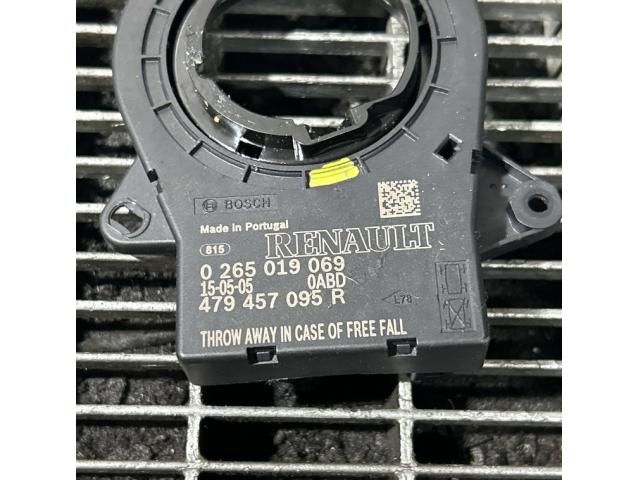 BOSCH
Made in Portugal
815 RENAULT
0 265 019 069
15-05-05 0ABD
479 457 095 R
L78
THROW AWAY IN CASE OF FREE FALL